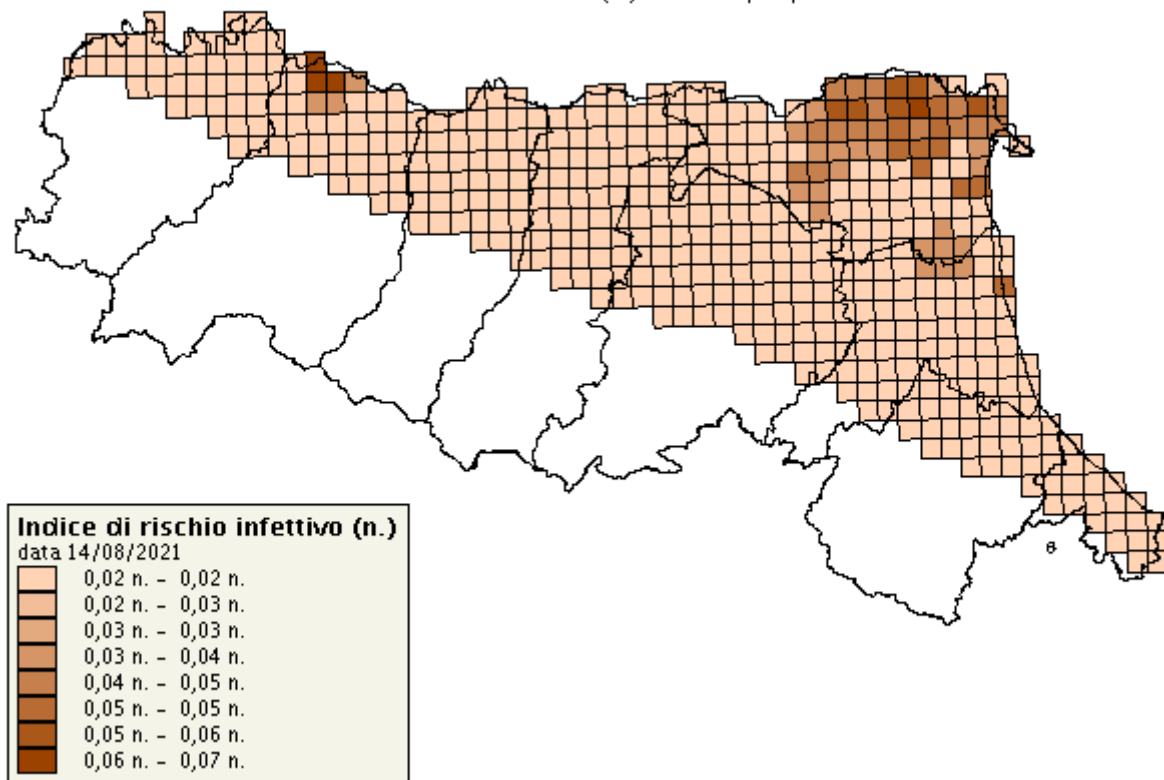 Indice di rischio infettivo (n.)
data 14/08/2021
0,02 n. - 0,02 n.
0,02 n. - 0,03 n.
0,03 n. - 0,03 n.
0,03 n. - 0,04 n.
0,04 n. - 0,05 n.
0,05 n. - 0,05 n.
0,05 n. - 0,06 n.
0,06 n. - 0,07 n.